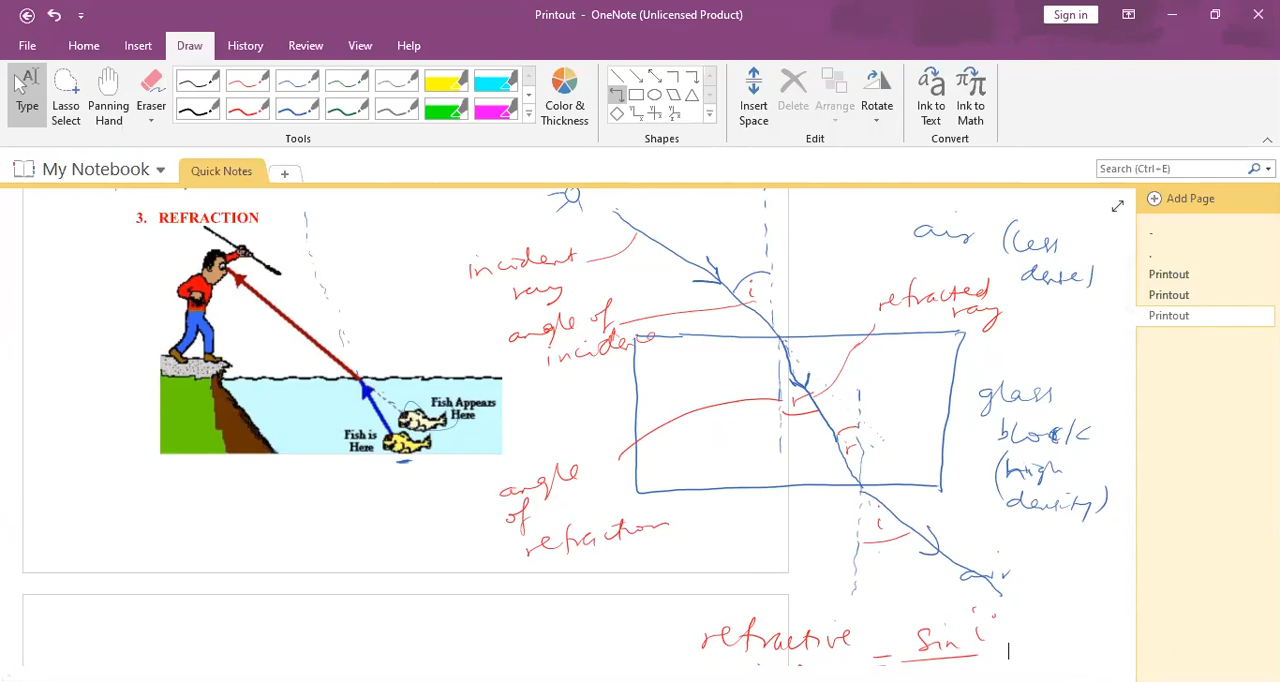 Printout - OneNote (Unlicensed Product)
Sign in
File
Home
Insert
Draw
History
Review
View
Help
Type
Lasso
Select
Panning
Hand
Eraser
Color &
Thickness
Insert
Space
Delete
Arrange
Rotate
Ink to
Text
Ink to
Math
Tools
Shapes
Edit
Convert
My Notebook
Quick Notes
Search (Ctrl+E)
Add Page
-
.
Printout
Printout
Printout
3. REFRACTION
Fish Appears
Here
Fish is
Here
incident
ray
angle of
incidence
i
air (less
dense)
refracted
ray
r
r
glass
block
(high
density)
angle
of
refraction
i
air
refractive = sin i